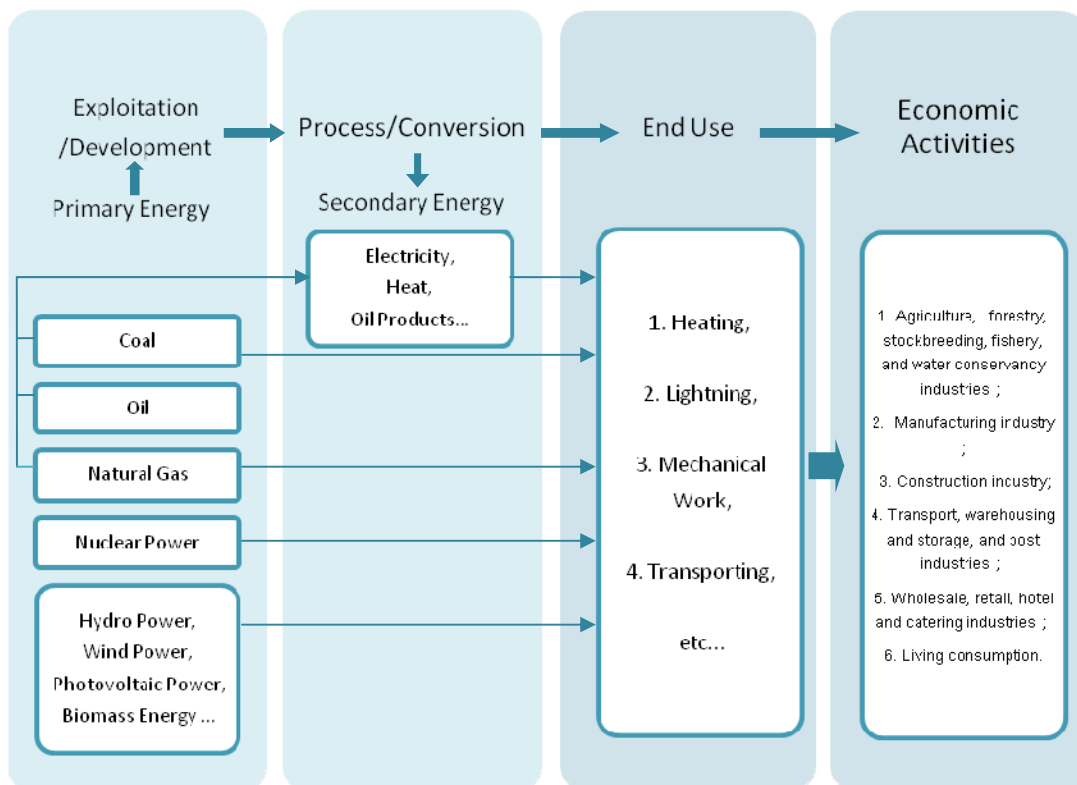 Exploitation
/Development
Primary Energy
Coal
Oil
Natural Gas
Nuclear Power
Hydro Power,
Wind Power,
Photovoltaic Power,
Biomass Energy ...
Process/Conversion
Secondary Energy
Electricity,
Heat,
Oil Products...
End Use
1. Heating,
2. Lightning,
3. Mechanical
Work,
4. Transporting,
etc...
Economic
Activities
1. Agriculture, forestry,
stockbreeding, fishery,
and water conservancy
industries ;
2. Manufacturing industry
;
3. Construction industry;
4. Transport, warehousing
and storage, and post
industries ;
5. Wholesale, retail, hotel
and catering industries ;
6. Living consumption.